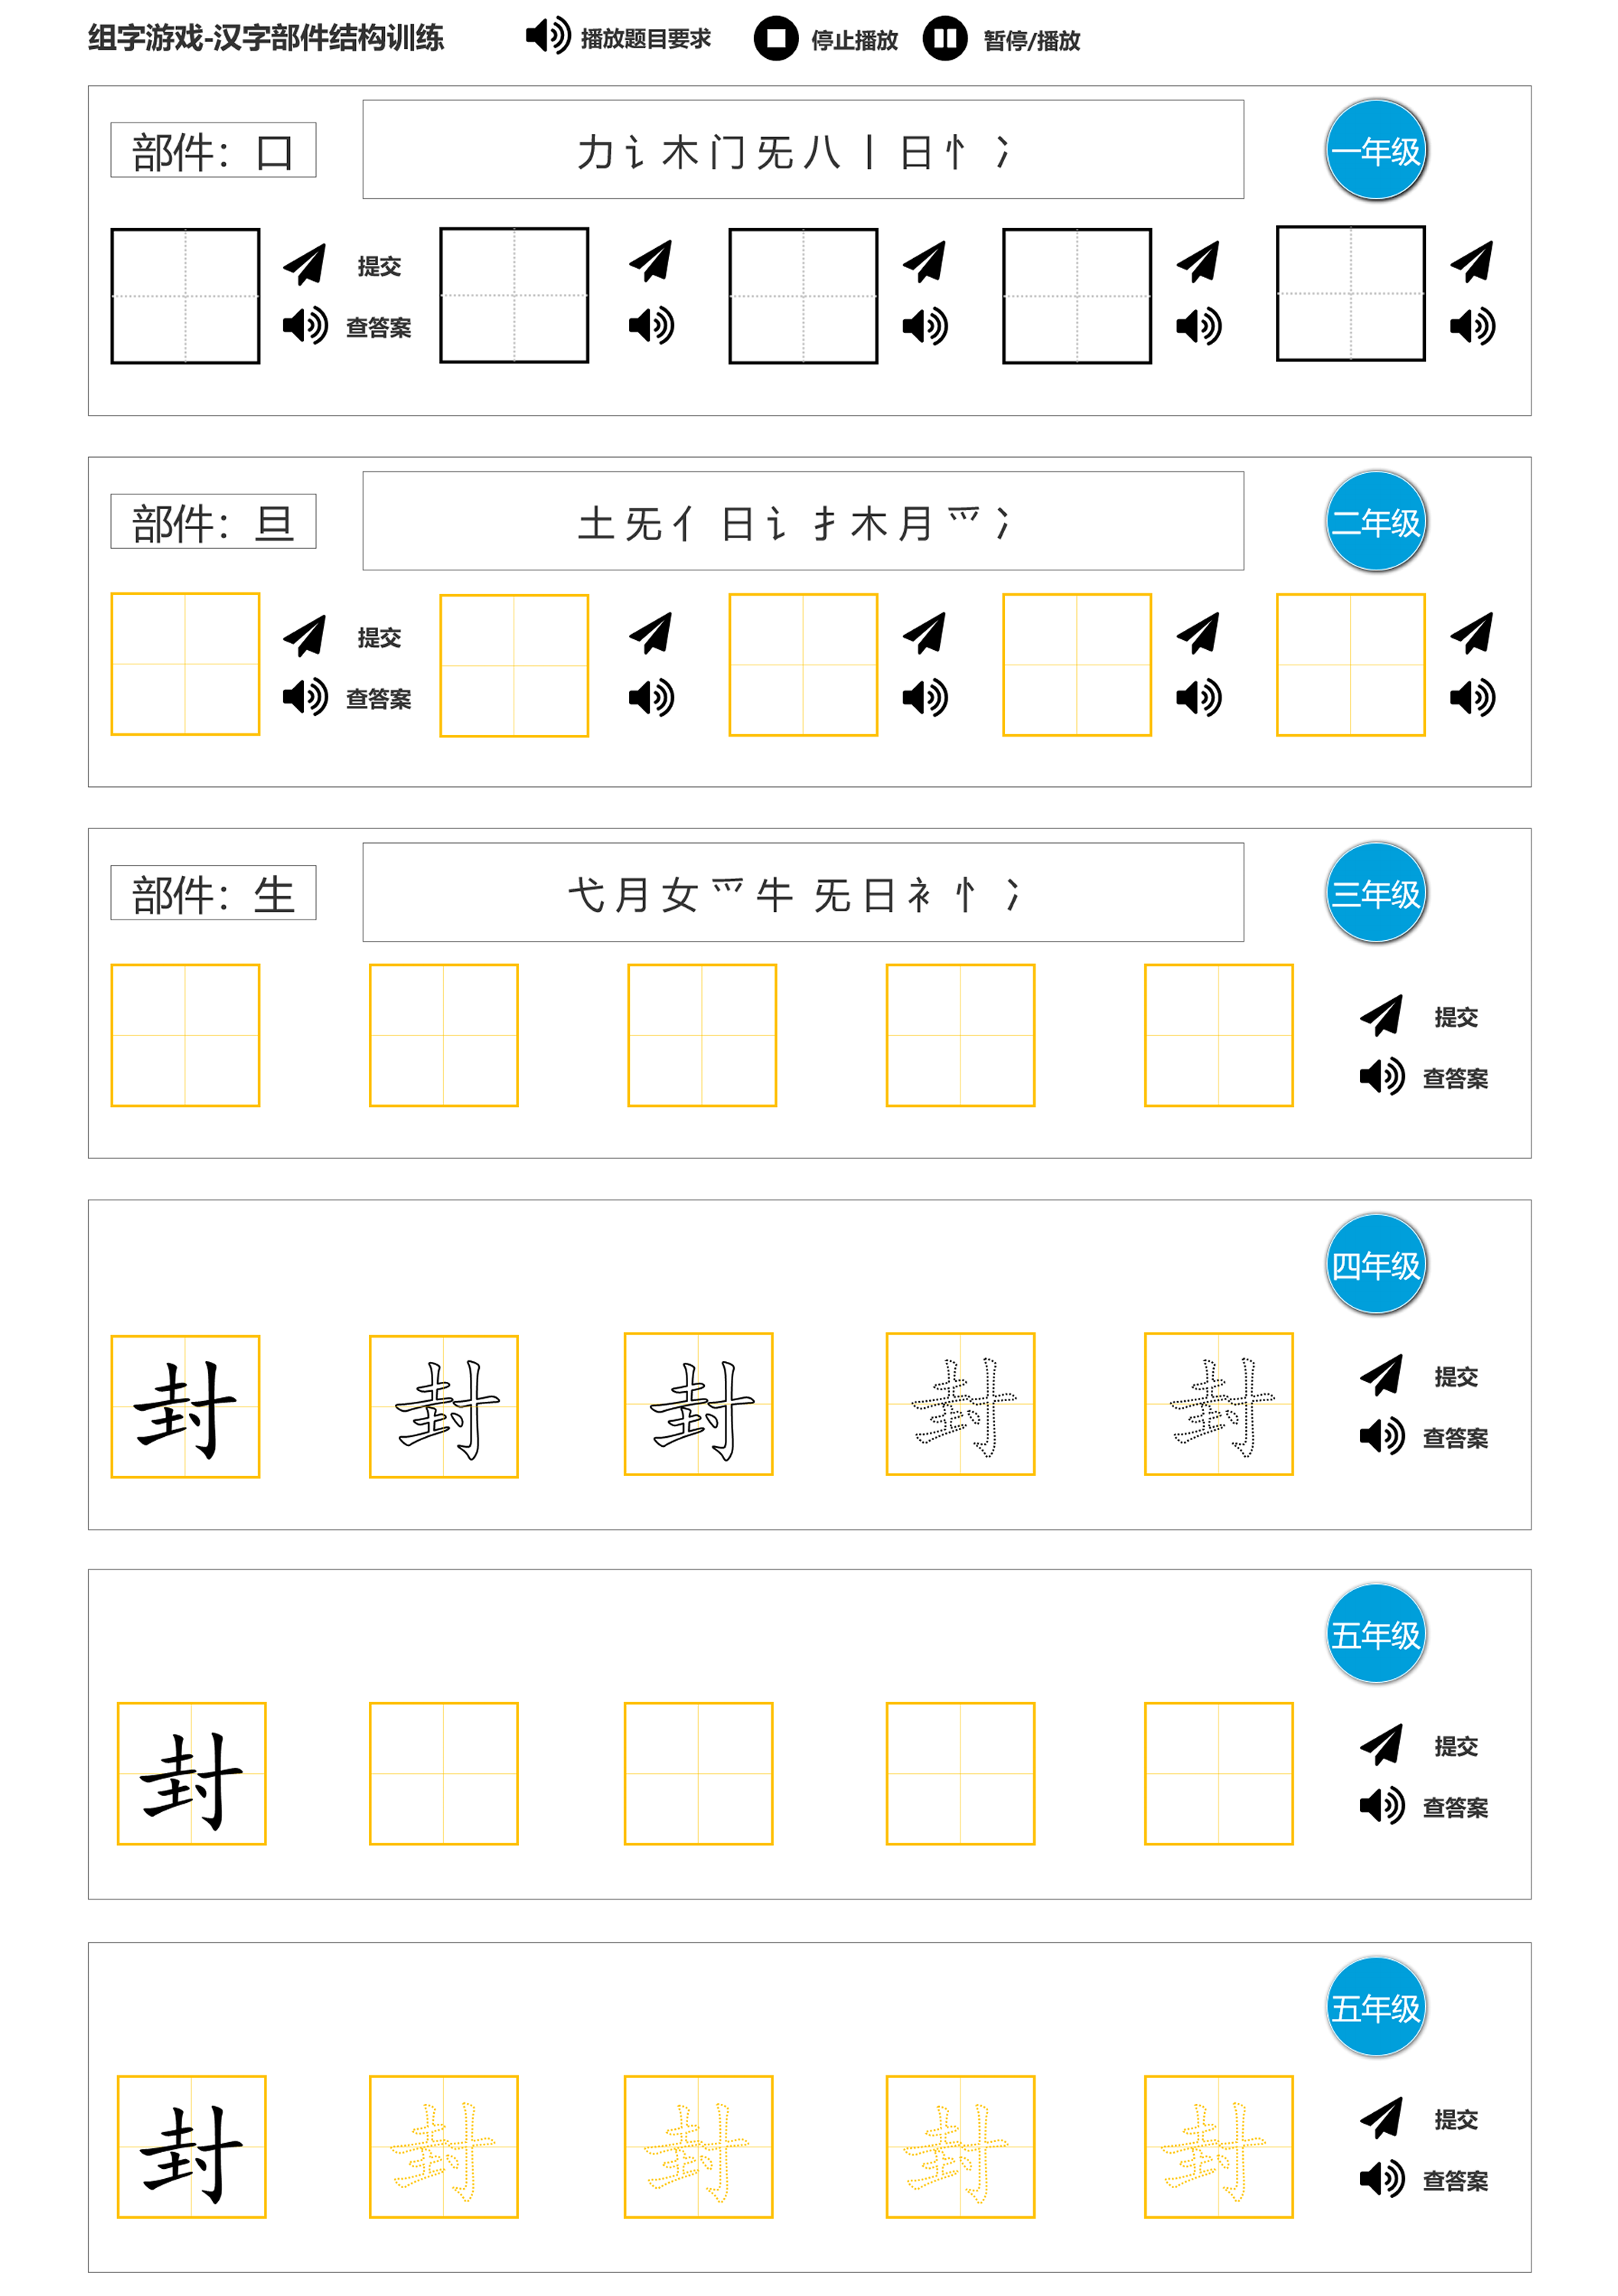 组字游戏-汉字部件结构训练 播放题目要求 停止播放 暂停/播放
部件：口 力讠木门旡八丨日忄冫 一年级
提交
查答案
部件：旦 土旡亻日讠扌木月爫冫 二年级
提交
查答案
部件：生 弋月女爫牛旡日衤忄冫 三年级
提交
查答案
四年级
封 封 封 封 封 提交
查答案
五年级
封 提交
查答案
五年级
封 封 封 封 封 提交
查答案